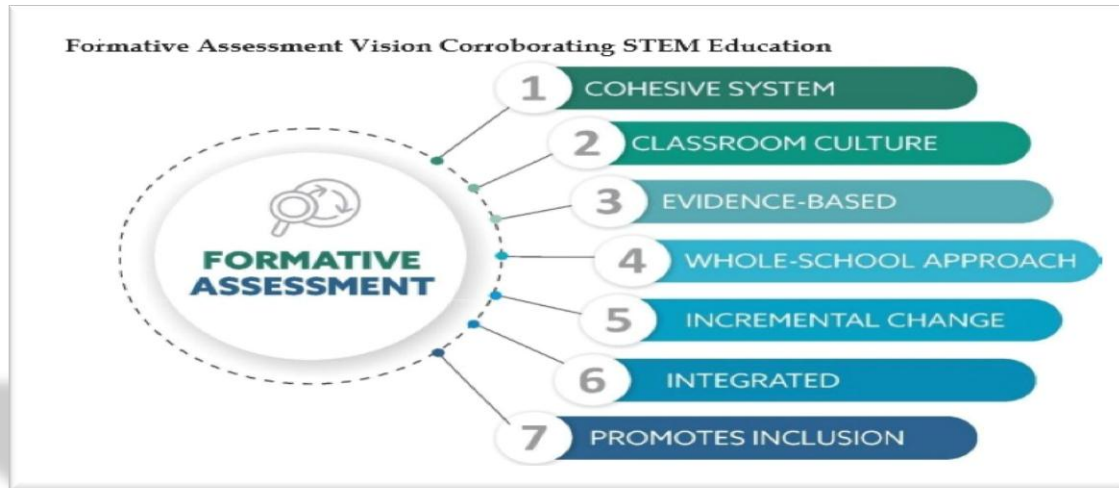 Formative Assessment Vision Corroborating STEM Education
FORMATIVE
ASSESSMENT
1 COHESIVE SYSTEM
2 CLASSROOM CULTURE
3 EVIDENCE-BASED
4 WHOLE-SCHOOL APPROACH
5 INCREMENTAL CHANGE
6 INTEGRATED
7 PROMOTES INCLUSION